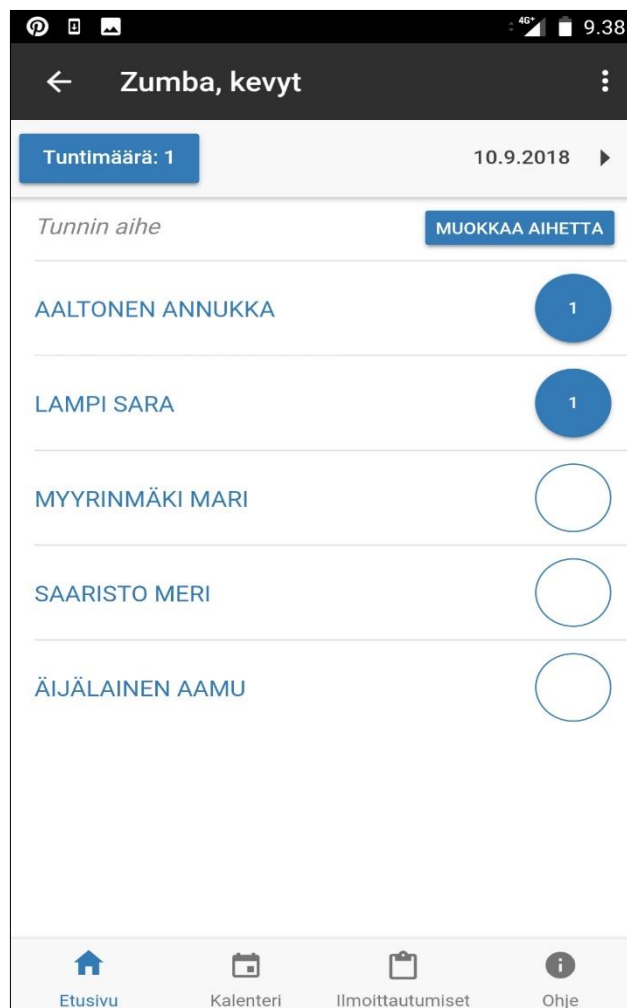 4G+ 9.38
Zumba, kevyt
Tuntimäärä: 1 10.9.2018
Tunnin aihe MUOKKAA AIHETTA
AALTONEN ANNUKKA 1
LAMPI SARA 1
MYYRINMÄKI MARI
SAARISTO MERI
ÄIJÄLAINEN AAMU
Etusivu Kalenteri Ilmoittautumiset Ohje